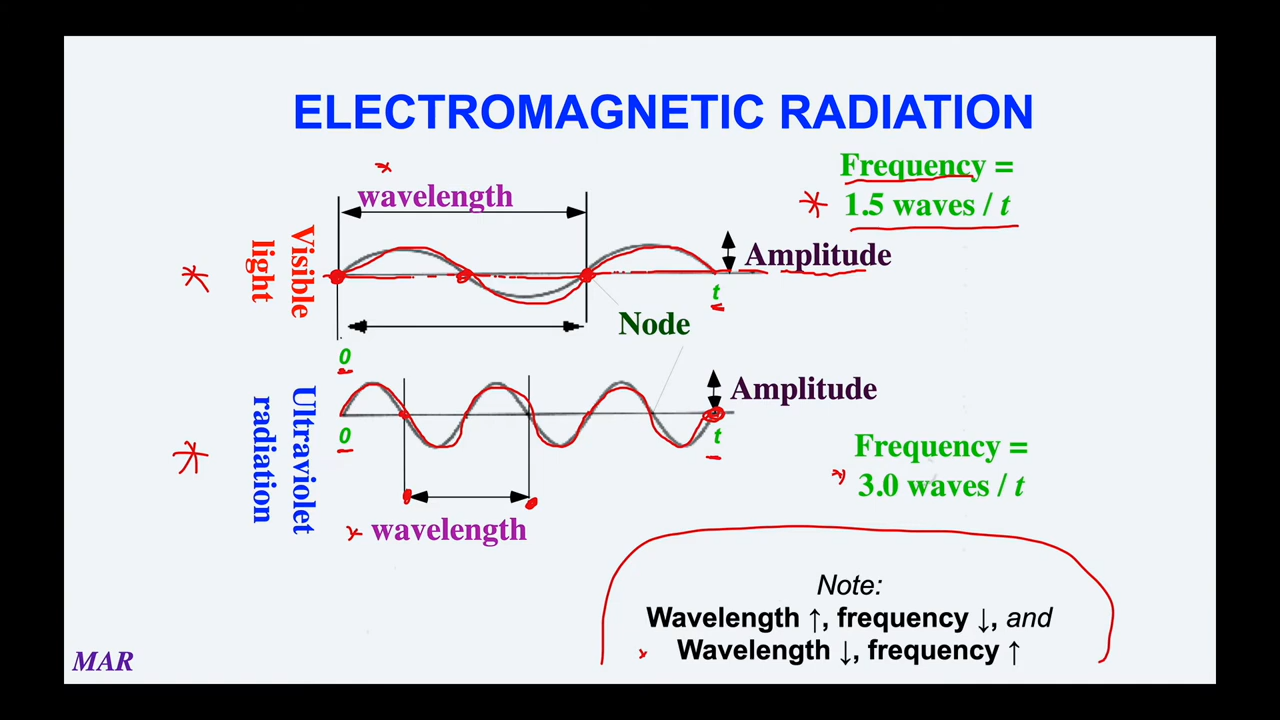 ELECTROMAGNETIC RADIATION
wavelength
Frequency =
1.5 waves / t
Visible
light
Amplitude
t
Node
0
Ultraviolet
radiation
Amplitude
0
t
Frequency =
3.0 waves / t
wavelength
Note:
Wavelength ↑, frequency ↓, and
Wavelength ↓, frequency ↑
MAR